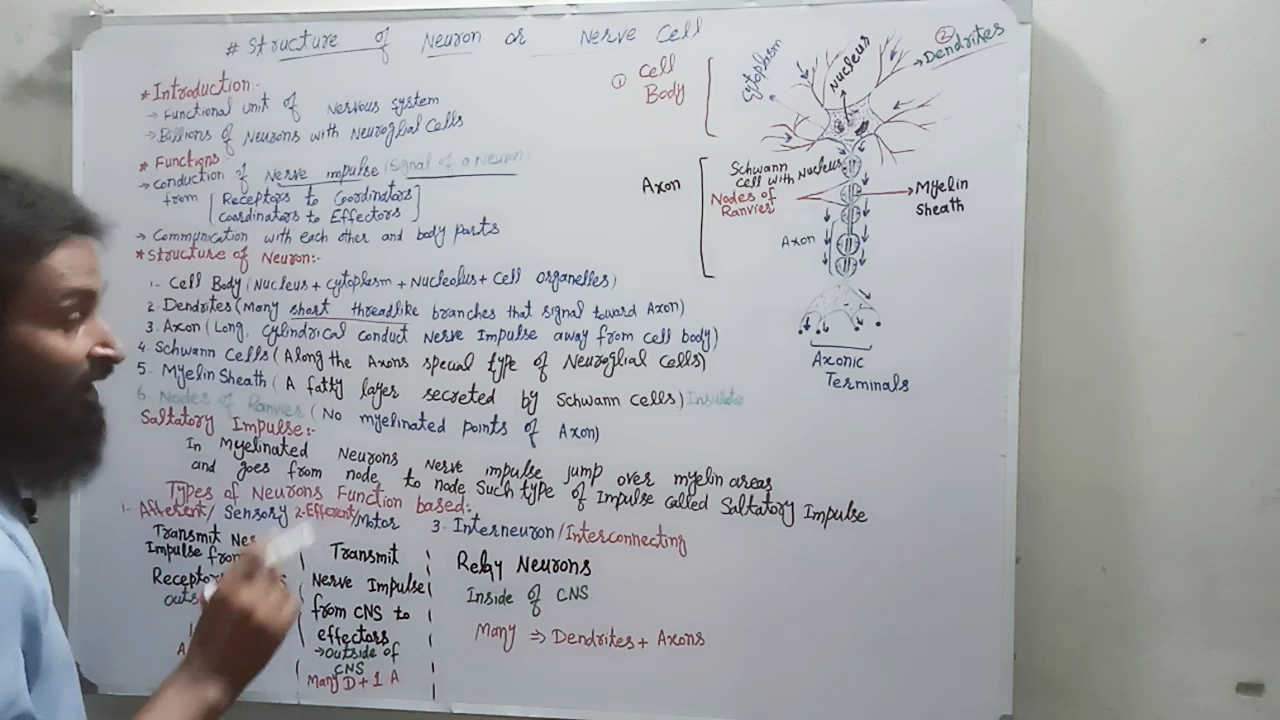 # Structure of Neuron or Nerve Cell
* Introduction:-
→ Functional unit of Nervous system
→ Billions of Neurons with Neuroglial Cells
* Functions:-
→ Conduction of Nerve impulse (Signal of a Neuron)
from [Receptors to Coordinators
Coordinators to Effectors]
→ Communication with each other and body parts
* Structure of Neuron:-
1- Cell Body (Nucleus + Cytoplasm + Nucleolus + Cell organelles)
2. Dendrites (Many short threadlike branches that signal toward Axon)
3. Axon (Long, Cylindrical conduct Nerve Impulse away from cell body)
4. Schwann Cells (Along the Axons special type of Neuroglial cells)
5- Myelin Sheath (A fatty layer secreted by Schwann cells) Insulator
6- Nodes of Ranvier (No myelinated points of Axon)
Saltatory Impulse:-
In Myelinated Neurons Nerve impulse jump over myelin areas
and goes from node to node Such type of Impulse called Saltatory Impulse
Types of Neurons Function based:-
1- Afferent/ Sensory 2-Efferent/Motor 3- Interneuron/Interconnecting
Transmit
Impulse from
Transmit
Nerve Impulse
from CNS to
effectors
→outside of
CNS
Many D + 1 A
Relay Neurons
Inside of CNS
Many ⇒ Dendrites + Axons
① Cell
Body
Cytoplasm
Nucleus
②
→Dendrites
Axon
Schwann
Cell with Nucleus
Nodes of
Ranvier
Myelin
Sheath
Axon
Axonic
Terminals